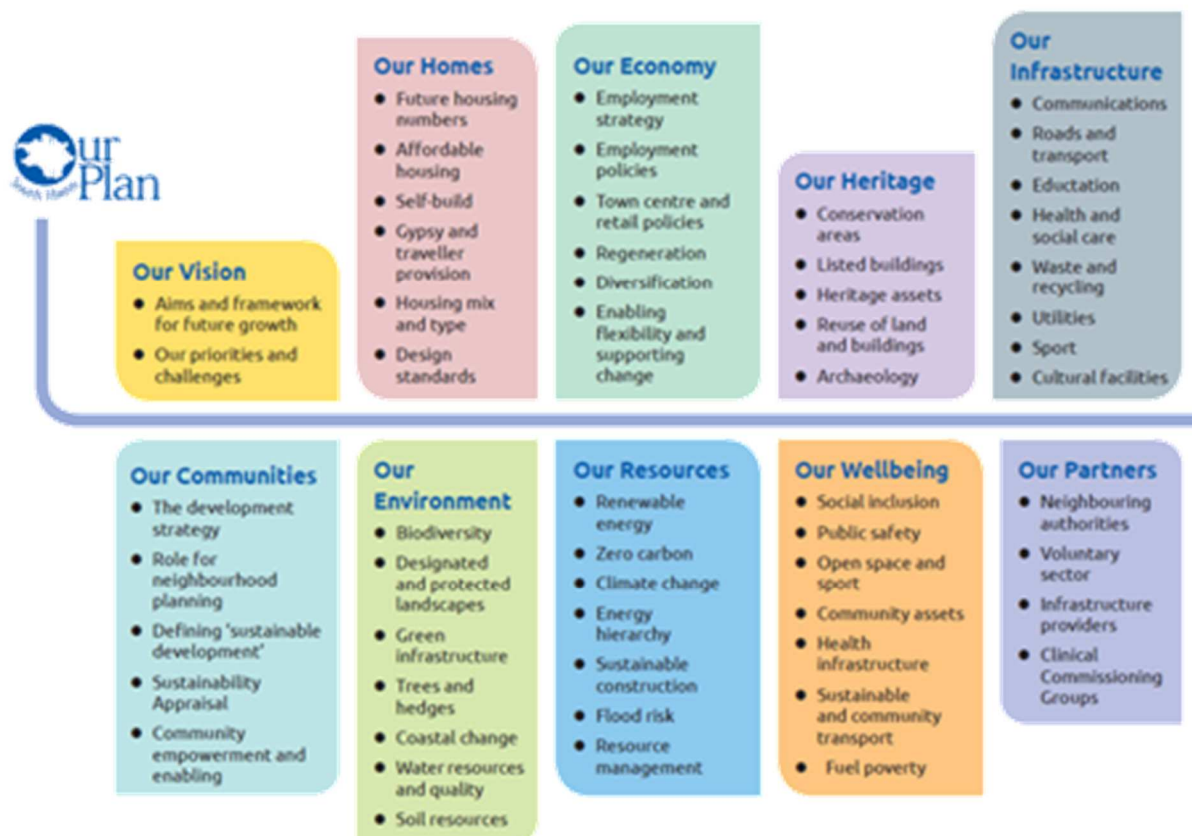 Our
Plan
South Hams
Our Vision
● Aims and framework
for future growth
● Our priorities and
challenges
Our Homes
● Future housing
numbers
● Affordable
housing
● Self-build
● Gypsy and
traveller
provision
● Housing mix
and type
● Design
standards
Our Economy
● Employment
strategy
● Employment
policies
● Town centre and
retail policies
● Regeneration
● Diversification
● Enabling
flexibility and
supporting
change
Our Heritage
● Conservation
areas
● Listed buildings
● Heritage assets
● Reuse of land
and buildings
● Archaeology
Our
Infrastructure
● Communications
● Roads and
transport
● Eductation
● Health and
social care
● Waste and
recycling
● Utilities
● Sport
● Cultural facilities
Our Communities
● The development
strategy
● Role for
neighbourhood
planning
● Defining ‘sustainable
development’
● Sustainability
Appraisal
● Community
empowerment and
enabling
Our
Environment
● Biodiversity
● Designated
and protected
landscapes
● Green
infrastructure
● Trees and
hedges
● Coastal change
● Water resources
and quality
● Soil resources
Our Resources
● Renewable
energy
● Zero carbon
● Climate change
● Energy
hierarchy
● Sustainable
construction
● Flood risk
● Resource
management
Our Wellbeing
● Social inclusion
● Public safety
● Open space and
sport
● Community assets
● Health
infrastructure
● Sustainable
and community
transport
● Fuel poverty
Our Partners
● Neighbouring
authorities
● Voluntary
sector
● Infrastructure
providers
● Clinical
Commissioning
Groups